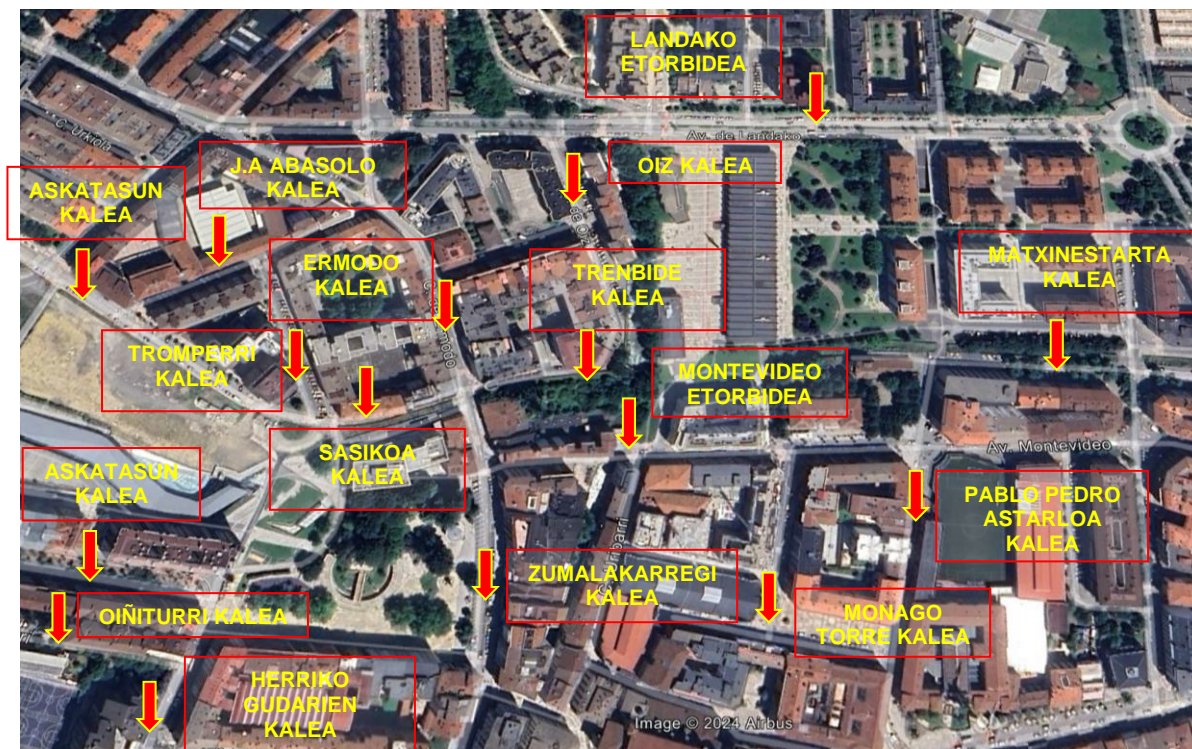 LANDAKO
ETORBIDEA
Av. de Landako
C. Urkiola
J.A ABASOLO
KALEA
OIZ KALEA
ASKATASUN
KALEA
de Oiz
ERMODO
KALEA
TRENBIDE
KALEA
MATXINESTARTA
KALEA
TROMPERRI
KALEA
MONTEVIDEO
ETORBIDEA
SASIKOA
KALEA
Av. Montevideo
ASKATASUN
KALEA
PABLO PEDRO
ASTARLOA
KALEA
ZUMALAKARREGI
KALEA
OIÑITURRI KALEA
MONAGO
TORRE KALEA
HERRIKO
GUDARIEN
KALEA
Image © 2024 Airbus